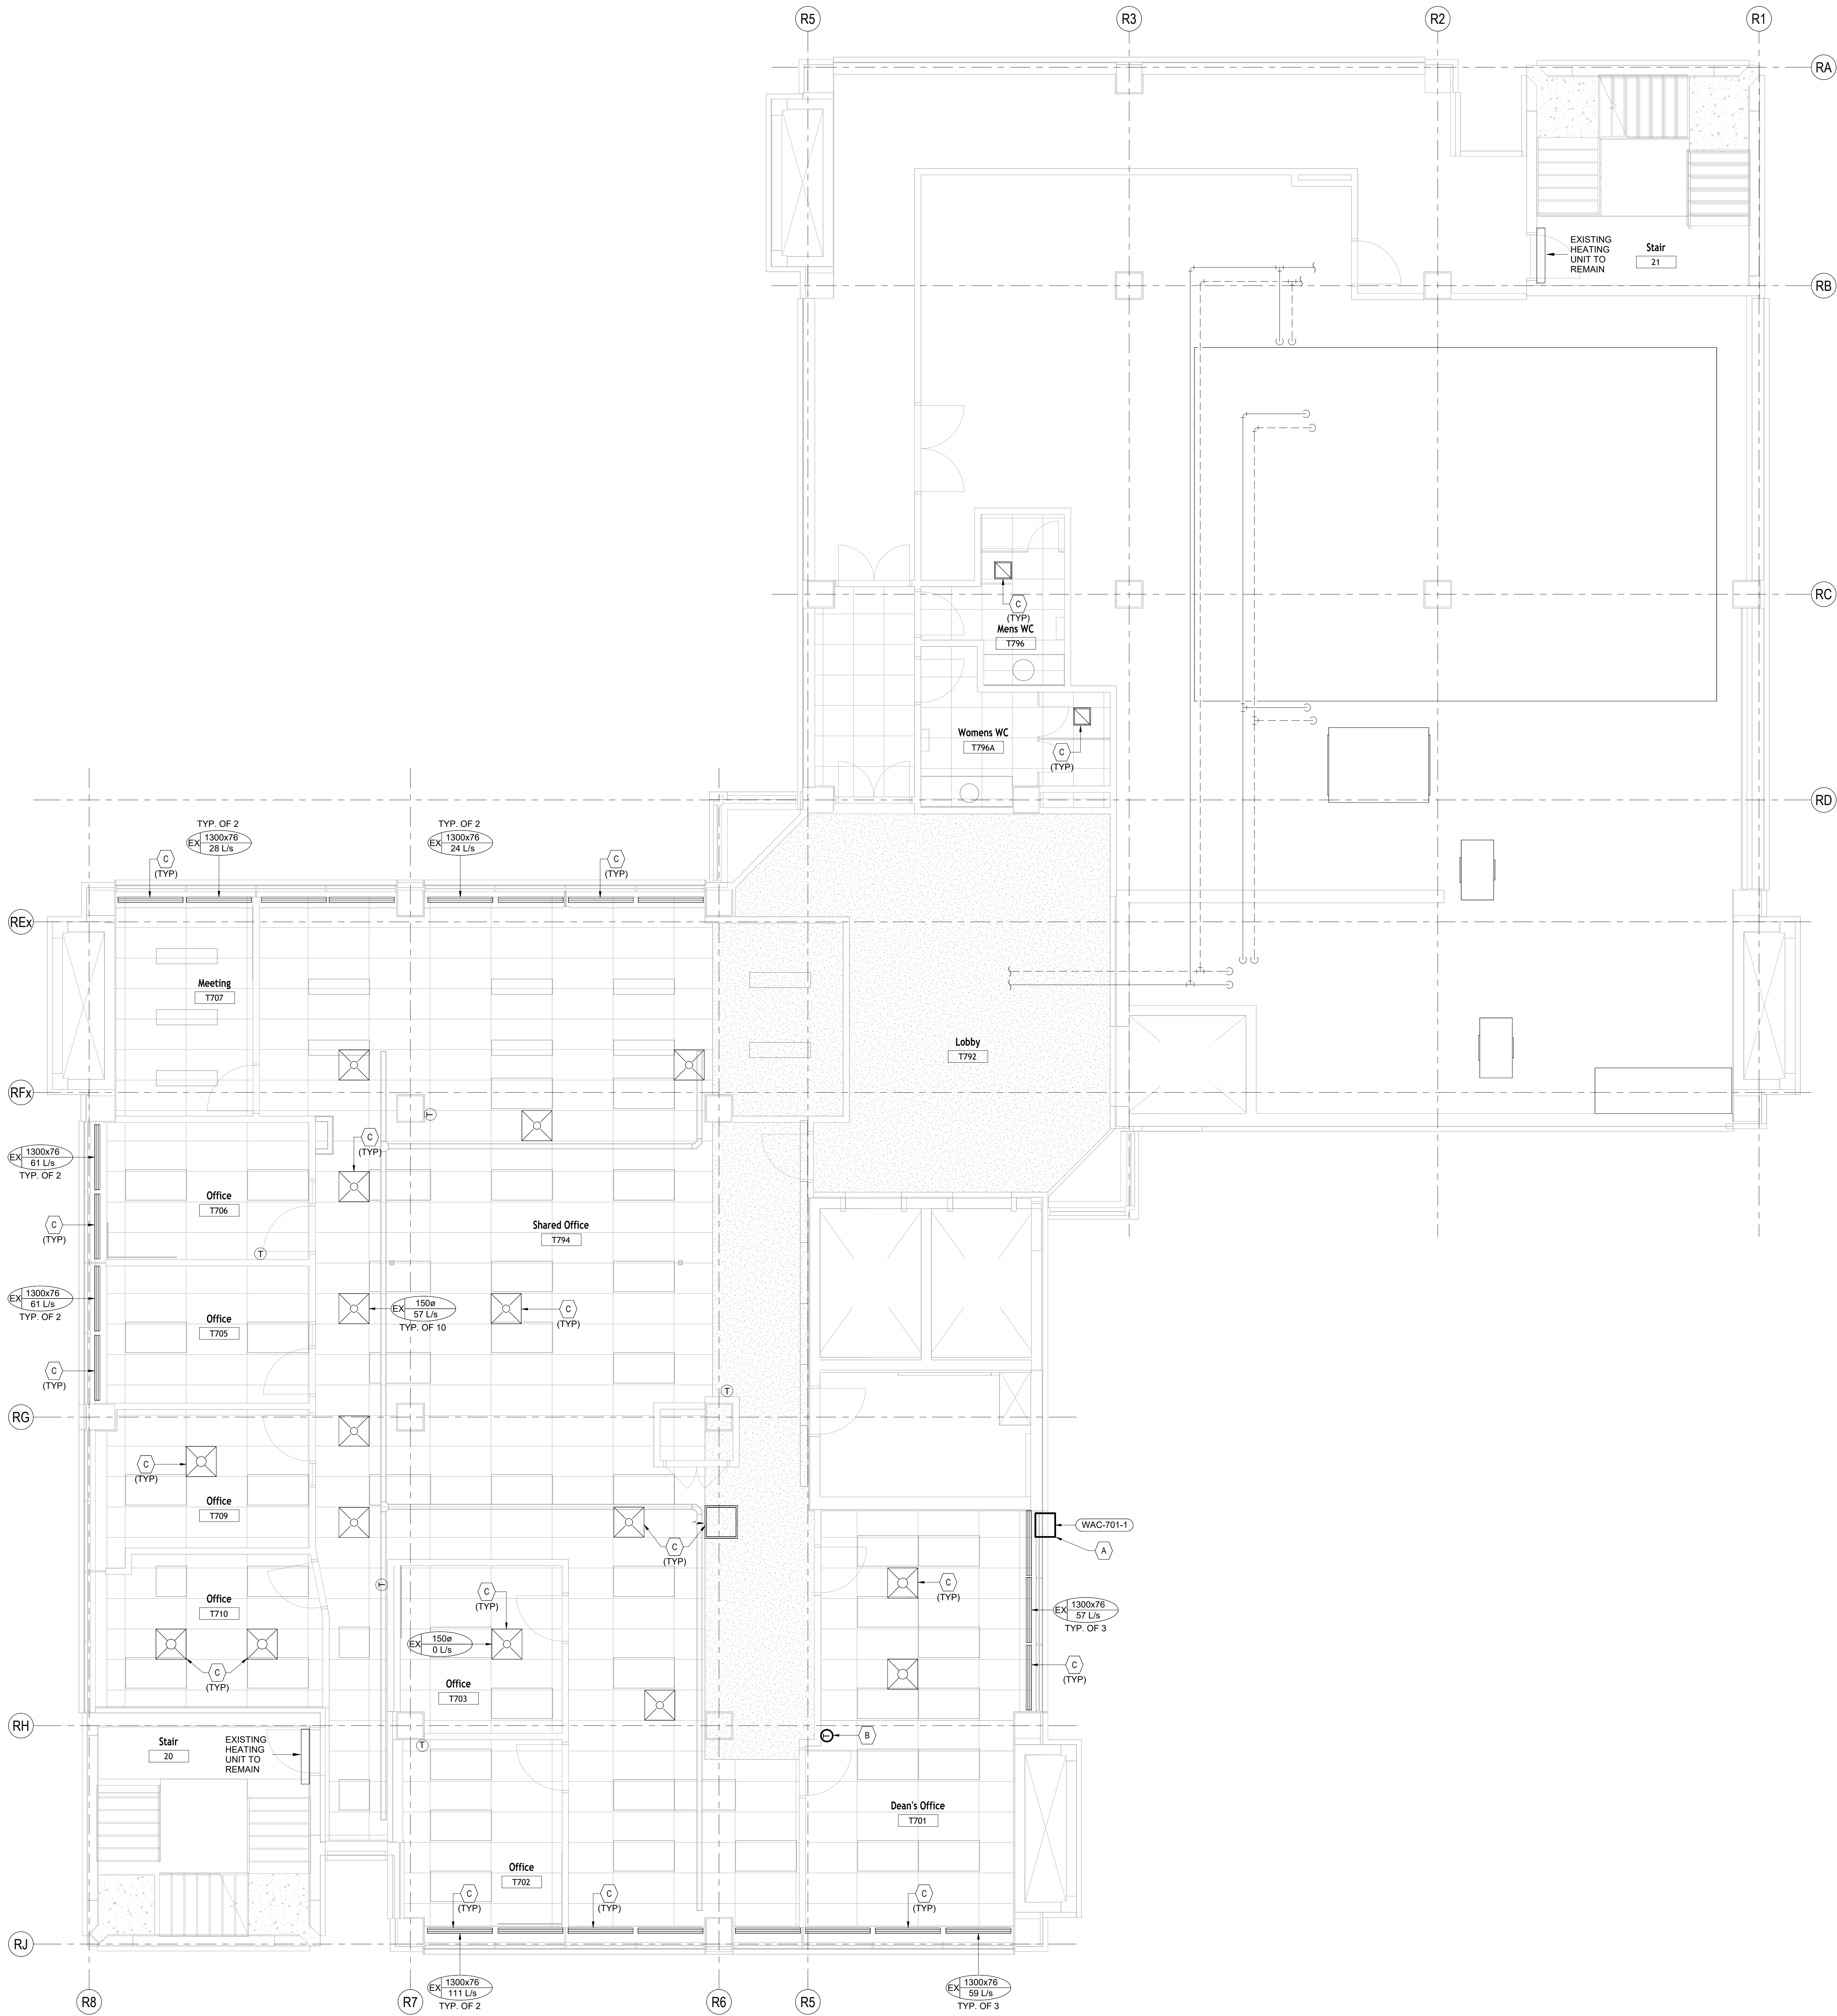 R5
R3
R2
R1
RA
EXISTING
HEATING
UNIT TO
REMAIN
Stair
21
RB
C
(TYP)
RC
Mens WC
T796
Womens WC
T796A
C
(TYP)
RD
TYP. OF 2
EX 1300x76
28 L/s
TYP. OF 2
EX 1300x76
24 L/s
C
(TYP)
C
(TYP)
REx
Meeting
T707
Lobby
T792
RFx
T
C
(TYP)
EX 1300x76
61 L/s
TYP. OF 2
Office
T706
C
(TYP)
Shared Office
T794
T
EX 1300x76
61 L/s
TYP. OF 2
Office
T705
EX 150ø
57 L/s
TYP. OF 10
C
(TYP)
C
(TYP)
T
RG
C
(TYP)
Office
T709
WAC-701-1
A
C
(TYP)
T
C
(TYP)
C
(TYP)
Office
T710
EX 1300x76
57 L/s
TYP. OF 3
EX 150ø
0 L/s
C
(TYP)
C
(TYP)
Office
T703
RH
T
B
T
Stair
20
EXISTING
HEATING
UNIT TO
REMAIN
Dean's Office
T701
Office
T702
C
(TYP)
C
(TYP)
C
(TYP)
RJ
EX 1300x76
111 L/s
TYP. OF 2
EX 1300x76
59 L/s
TYP. OF 3
R8
R7
R6
R5